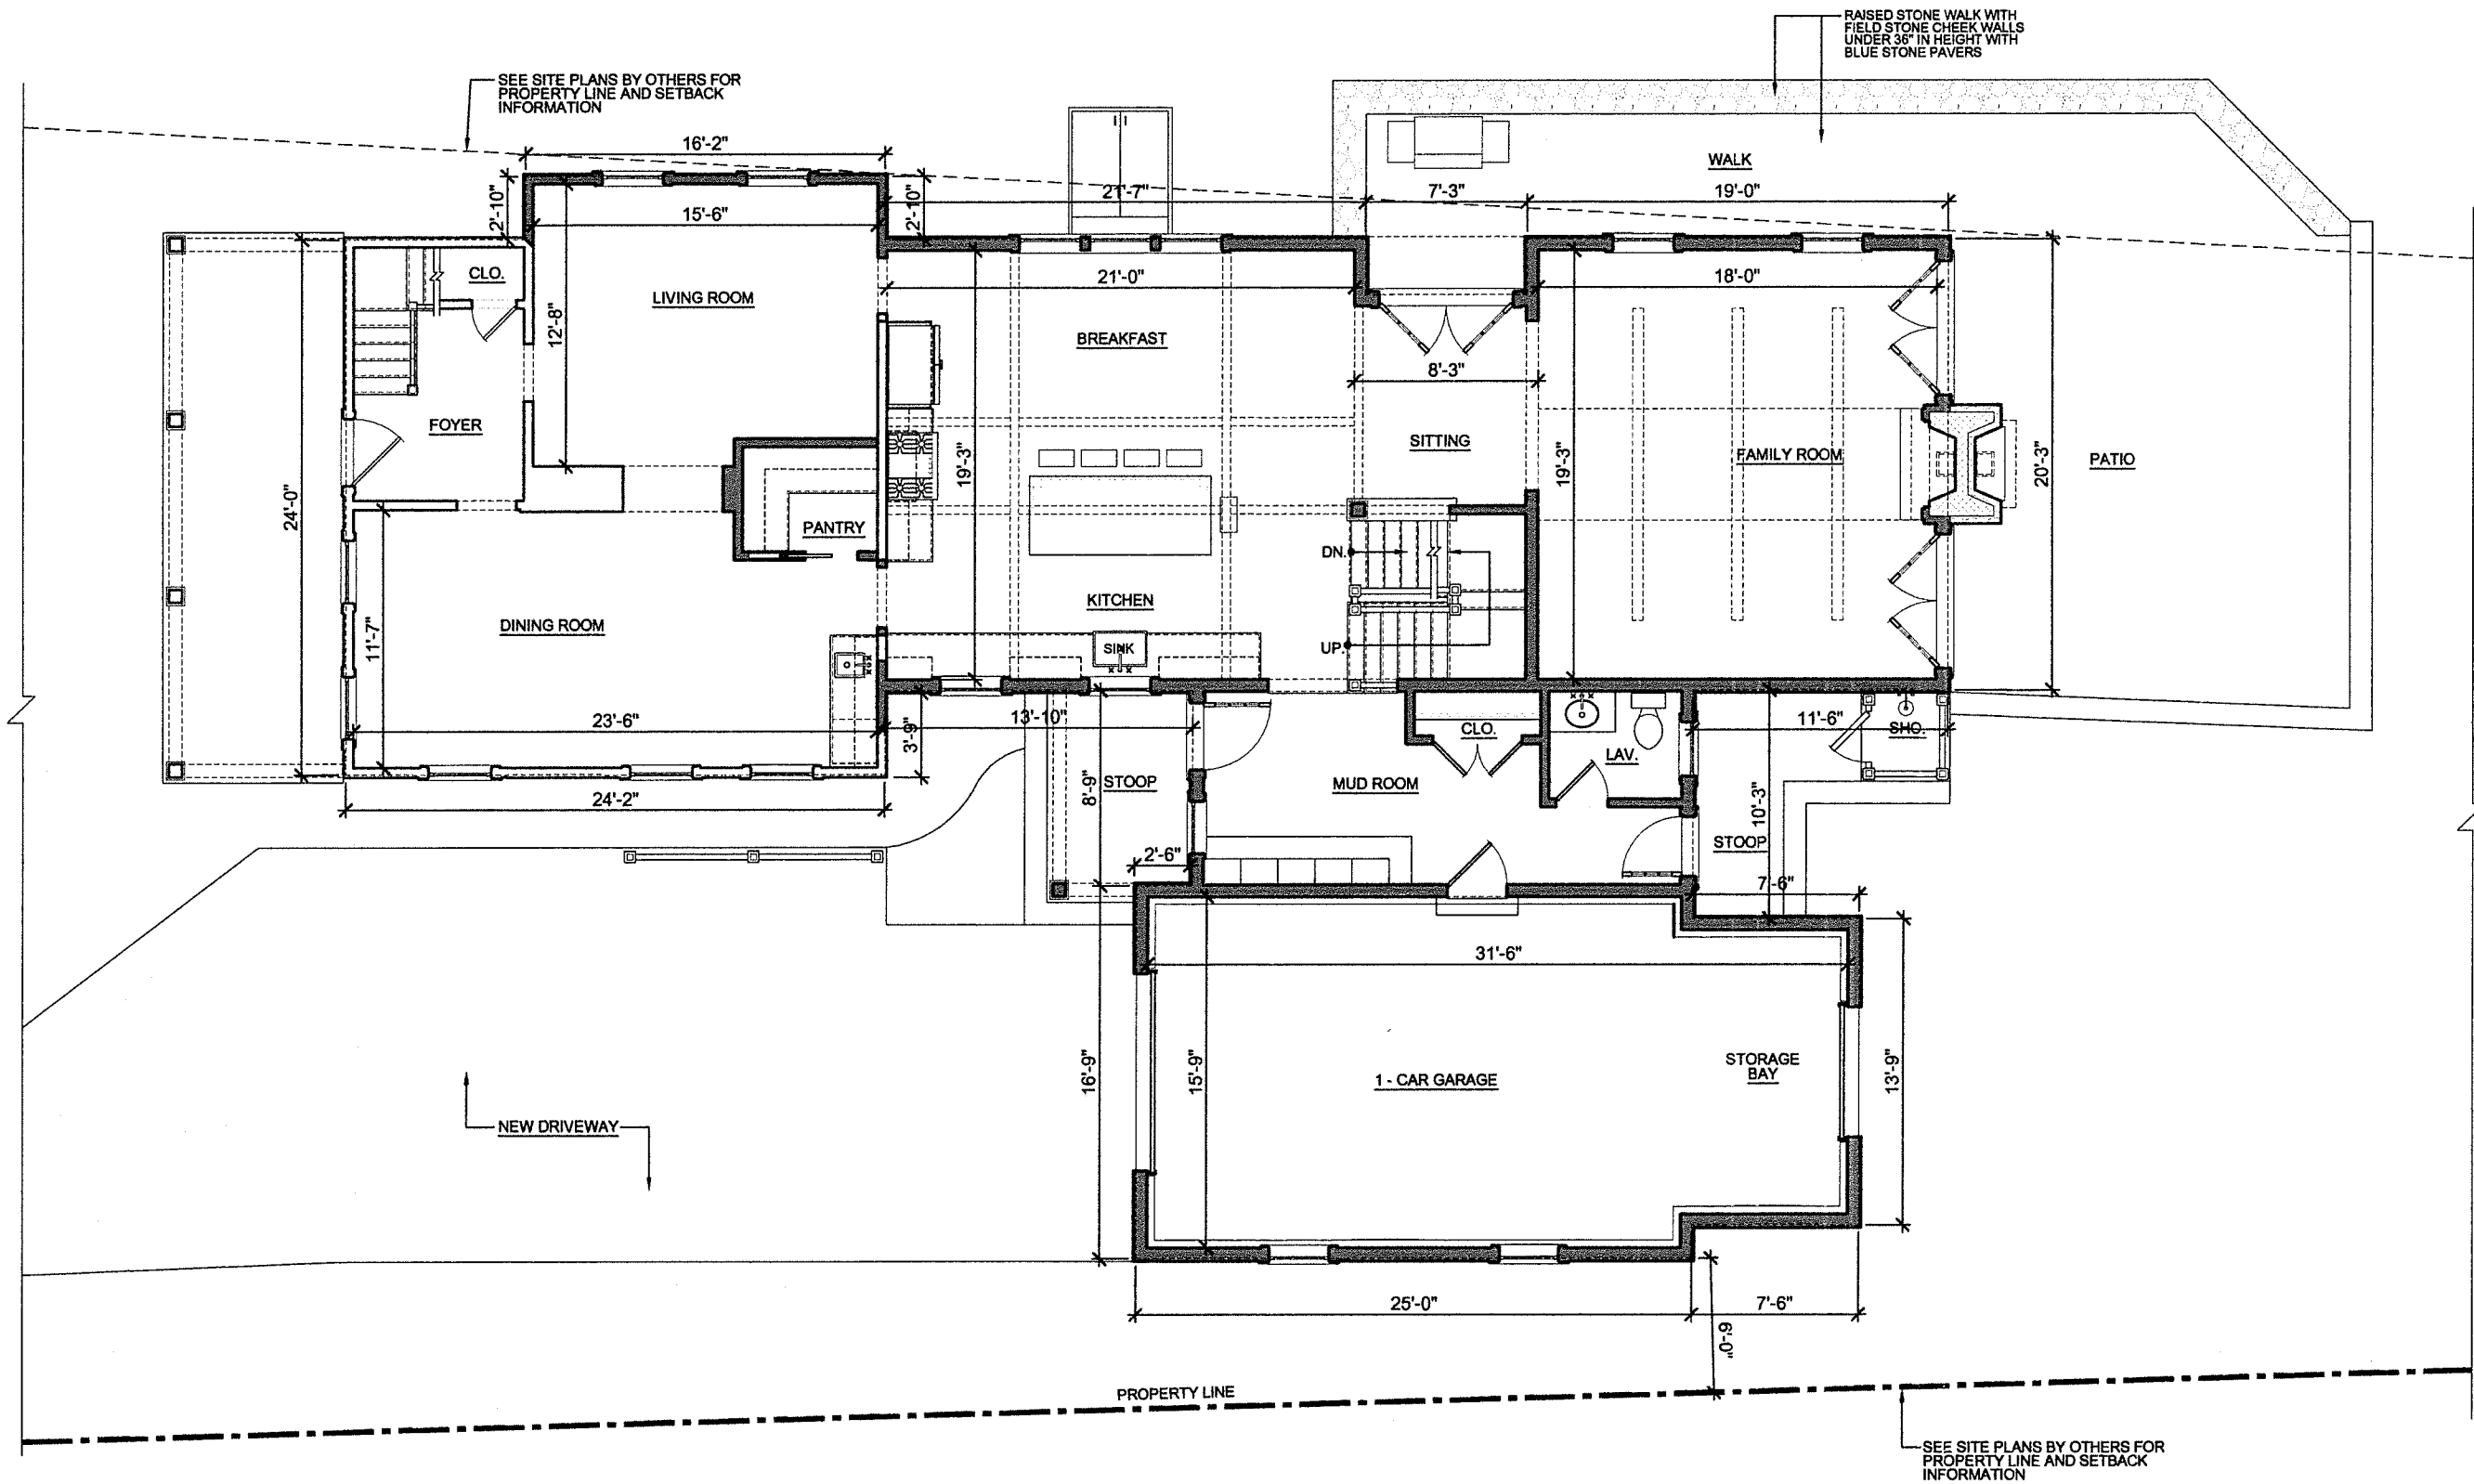 RAISED STONE WALK WITH
FIELD STONE CHEEK WALLS
UNDER 36" IN HEIGHT WITH
BLUE STONE PAVERS
SEE SITE PLANS BY OTHERS FOR
PROPERTY LINE AND SETBACK
INFORMATION
16'-2"
WALK
2'-10"
15'-6"
2'-10"
21'-7"
7'-3"
19'-0"
CLO.
LIVING ROOM
21'-0"
18'-0"
12'-8"
BREAKFAST
8'-3"
FOYER
SITTING
FAMILY ROOM
PATIO
24'-0"
19'-3"
19'-3"
20'-3"
PANTRY
DN.
KITCHEN
DINING ROOM
11'-7"
SINK
UP.
23'-6"
3'-9"
13'-10"
CLO.
LAV.
11'-6"
SHO.
24'-2"
8'-9"
STOOP
MUD ROOM
10'-3"
STOOP
2'-6"
7'-6"
31'-6"
16'-9"
15'-9"
1 - CAR GARAGE
STORAGE
BAY
13'-9"
NEW DRIVEWAY
25'-0"
7'-6"
6'-0"
PROPERTY LINE
SEE SITE PLANS BY OTHERS FOR
PROPERTY LINE AND SETBACK
INFORMATION